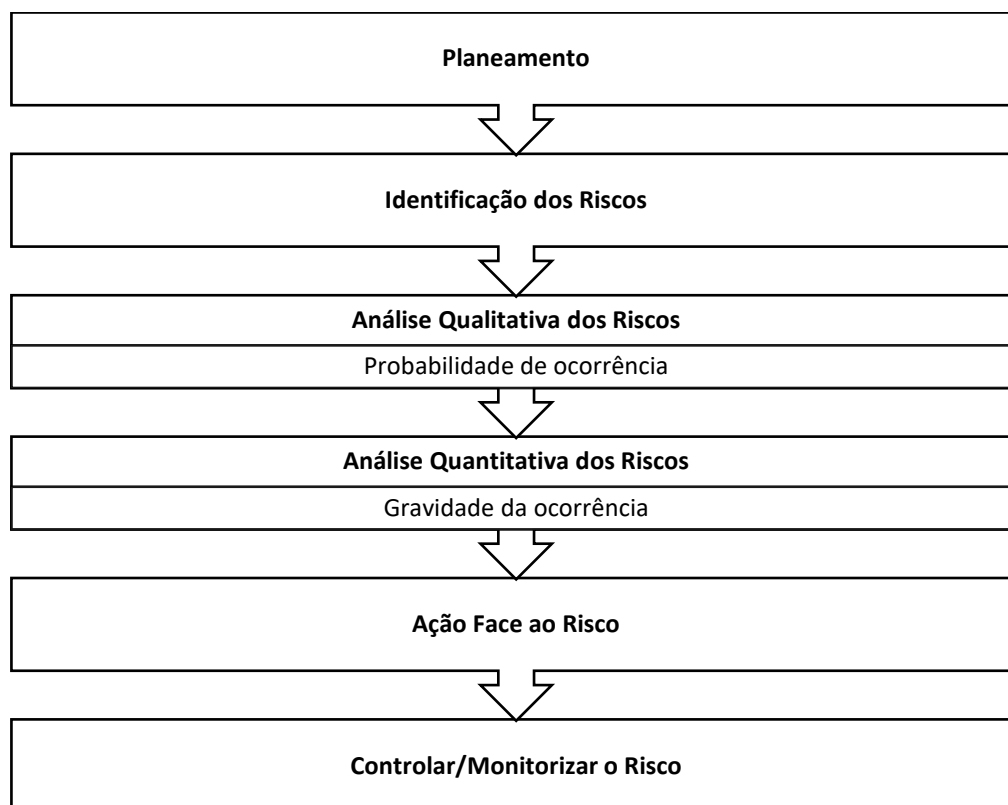 Planeamento
Identificação dos Riscos
Análise Qualitativa dos Riscos
Probabilidade de ocorrência
Análise Quantitativa dos Riscos
Gravidade da ocorrência
Ação Face ao Risco
Controlar/Monitorizar o Risco